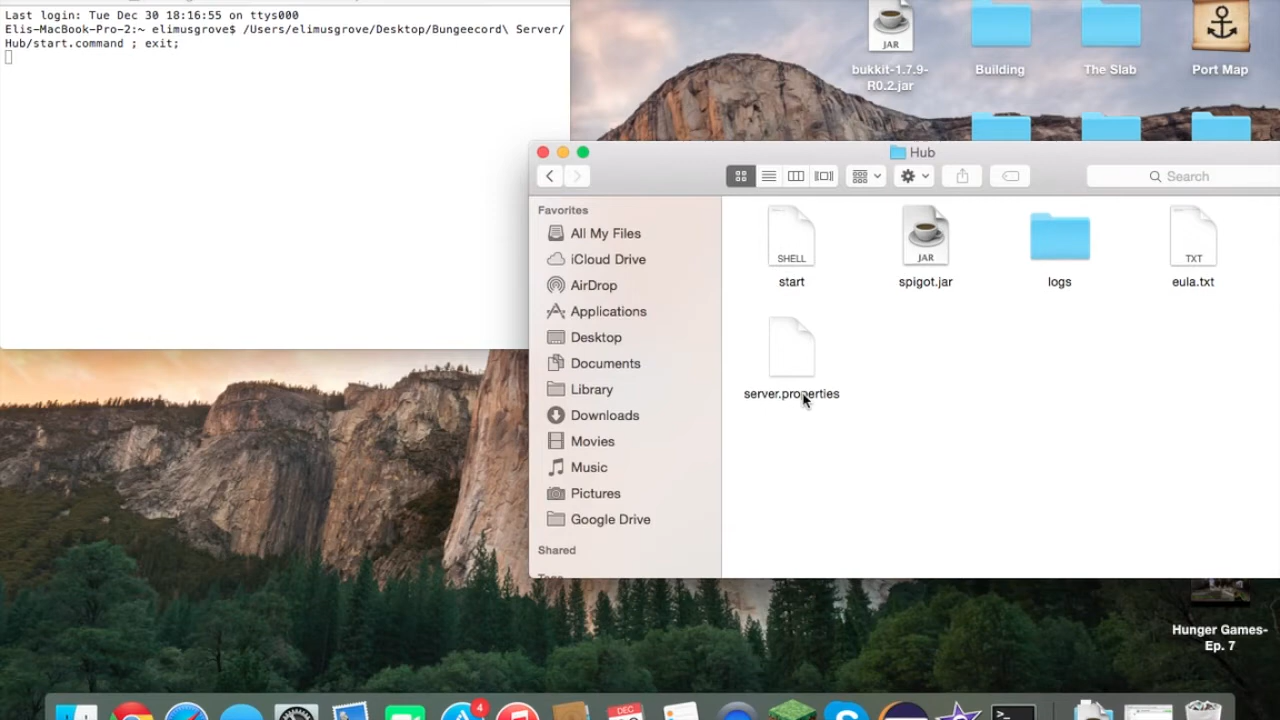 Last login: Tue Dec 30 18:16:55 on ttys000
Elis-MacBook-Pro-2:~ elimusgrove$ /Users/elimusgrove/Desktop/Bungeecord\ Server/
Hub/start.command ; exit;
JAR
bukkit-1.7.9-
R0.2.jar
Building
The Slab
Port Map
Hub
Search
Favorites
All My Files
iCloud Drive
AirDrop
Applications
Desktop
Documents
Library
Downloads
Movies
Music
Pictures
Google Drive
Shared
SHELL
start
JAR
spigot.jar
logs
TXT
eula.txt
server.properties
Hunger Games-
Ep. 7
4
DEC
>_